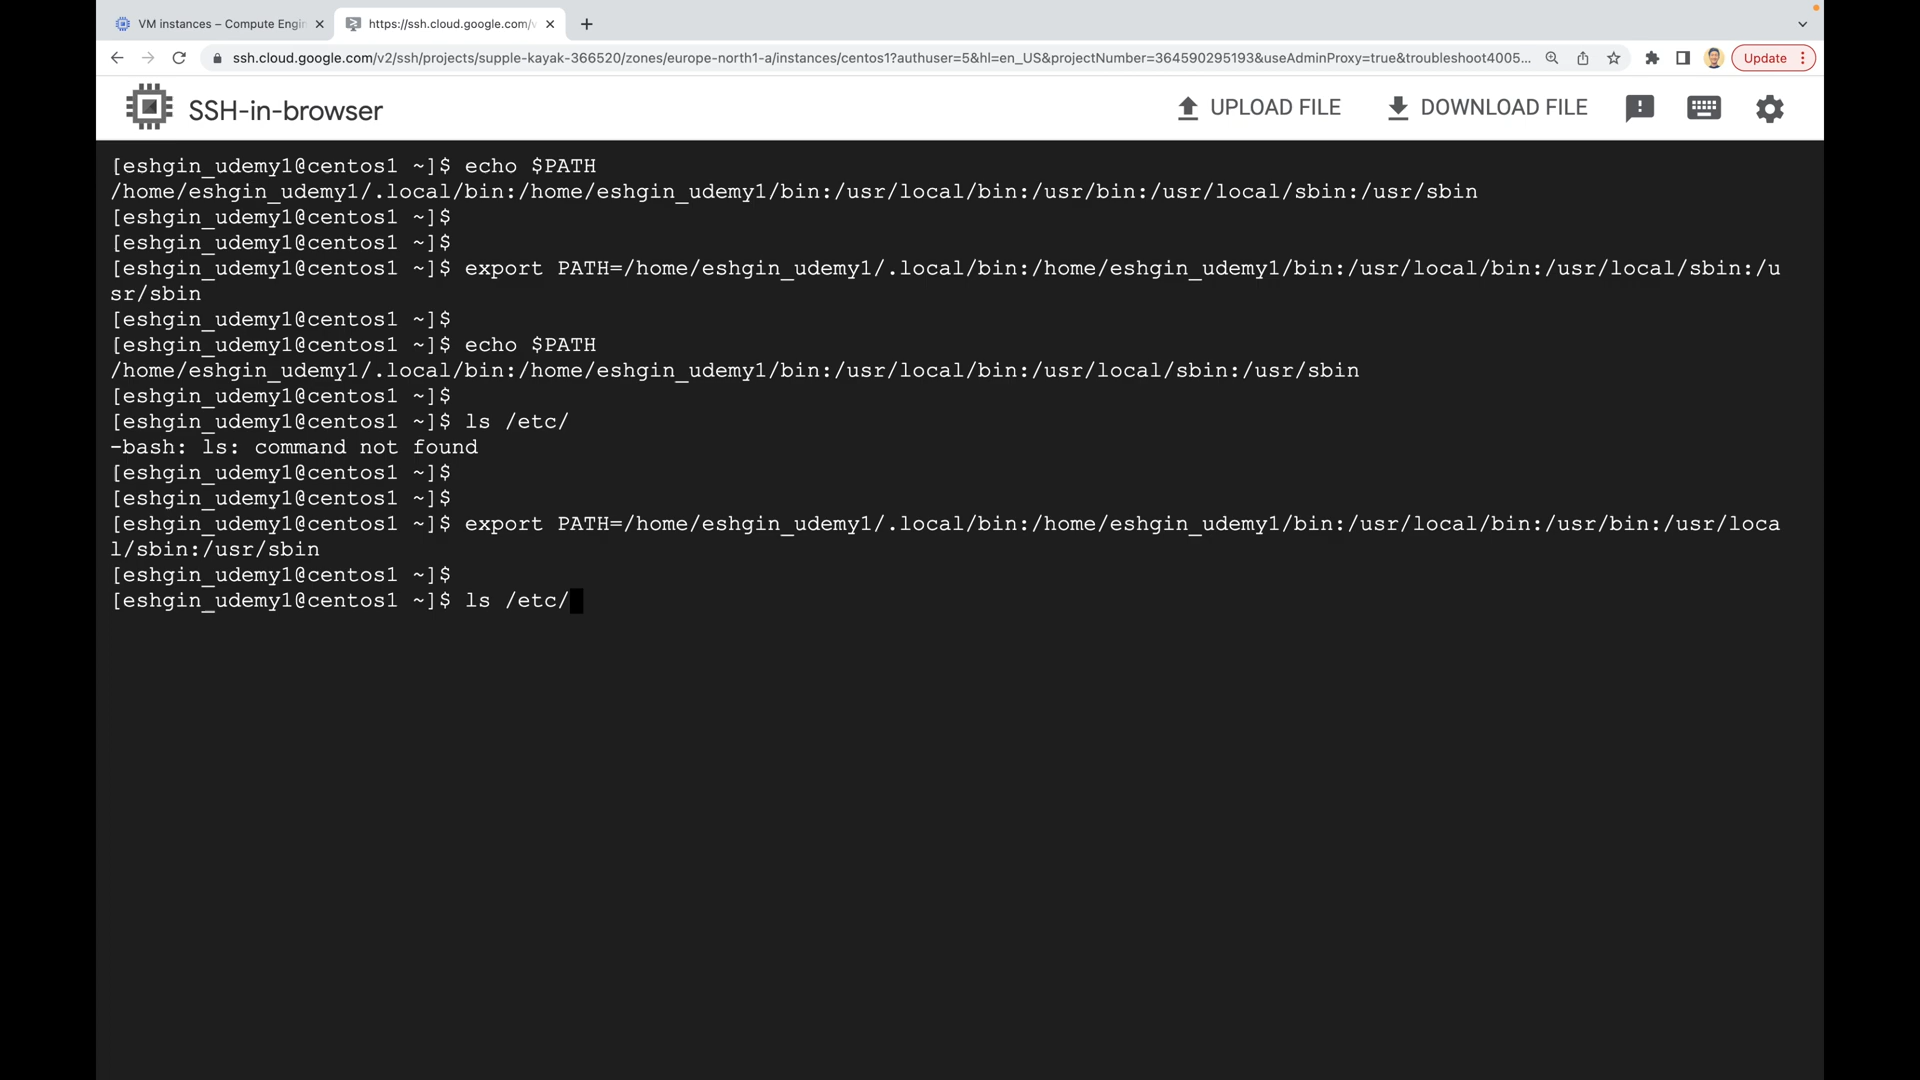 VM instances – Compute Engin
https://ssh.cloud.google.com/v
ssh.cloud.google.com/v2/ssh/projects/supple-kayak-366520/zones/europe-north1-a/instances/centos1?authuser=5&hl=en_US&projectNumber=364590295193&useAdminProxy=true&troubleshoot4005...
Update
SSH-in-browser
UPLOAD FILE
DOWNLOAD FILE
[eshgin_udemy1@centos1 ~]$ echo $PATH
/home/eshgin_udemy1/.local/bin:/home/eshgin_udemy1/bin:/usr/local/bin:/usr/bin:/usr/local/sbin:/usr/sbin
[eshgin_udemy1@centos1 ~]$
[eshgin_udemy1@centos1 ~]$
[eshgin_udemy1@centos1 ~]$ export PATH=/home/eshgin_udemy1/.local/bin:/home/eshgin_udemy1/bin:/usr/local/bin:/usr/local/sbin:/u
sr/sbin
[eshgin_udemy1@centos1 ~]$
[eshgin_udemy1@centos1 ~]$ echo $PATH
/home/eshgin_udemy1/.local/bin:/home/eshgin_udemy1/bin:/usr/local/bin:/usr/local/sbin:/usr/sbin
[eshgin_udemy1@centos1 ~]$
[eshgin_udemy1@centos1 ~]$ ls /etc/
-bash: ls: command not found
[eshgin_udemy1@centos1 ~]$
[eshgin_udemy1@centos1 ~]$
[eshgin_udemy1@centos1 ~]$ export PATH=/home/eshgin_udemy1/.local/bin:/home/eshgin_udemy1/bin:/usr/local/bin:/usr/bin:/usr/loca
l/sbin:/usr/sbin
[eshgin_udemy1@centos1 ~]$
[eshgin_udemy1@centos1 ~]$ ls /etc/